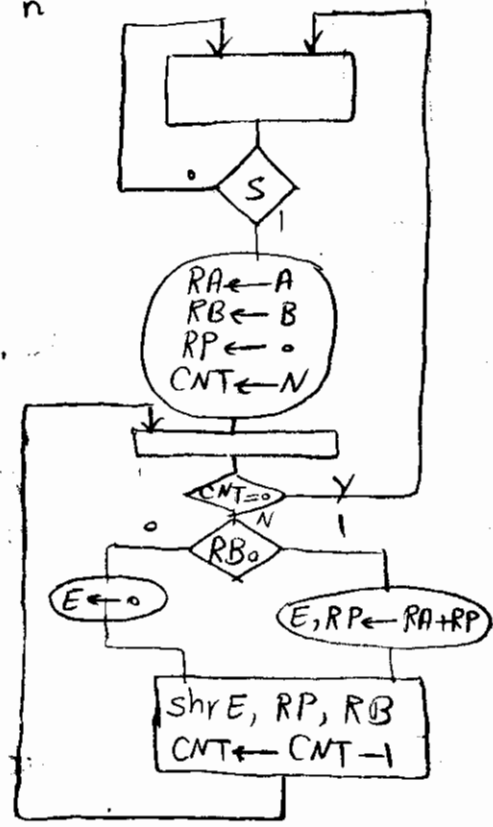 n
0
S
1
RA←A
RB←B
RP←0
CNT←N
CNT=0
Y
N
1
0
RB0
E←0
E,RP←RA+RP
shr E, RP, RB
CNT←CNT-1